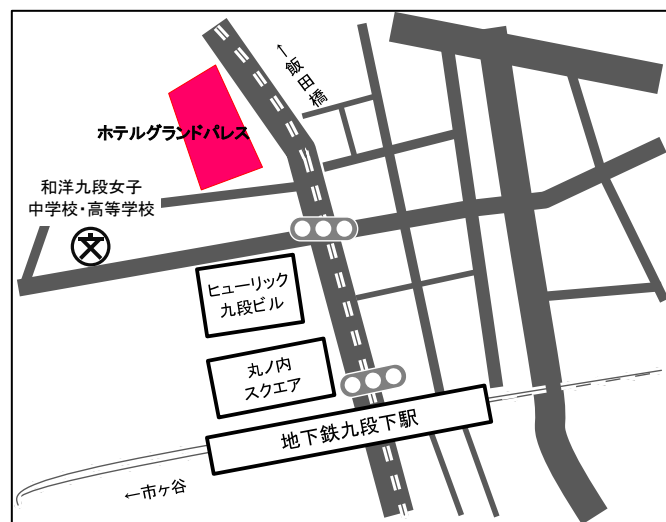 ←飯田橋
ホテルグランドパレス
和洋九段女子
中学校・高等学校
ヒューリック
九段ビル
丸ノ内
スクエア
地下鉄九段下駅
←市ヶ谷